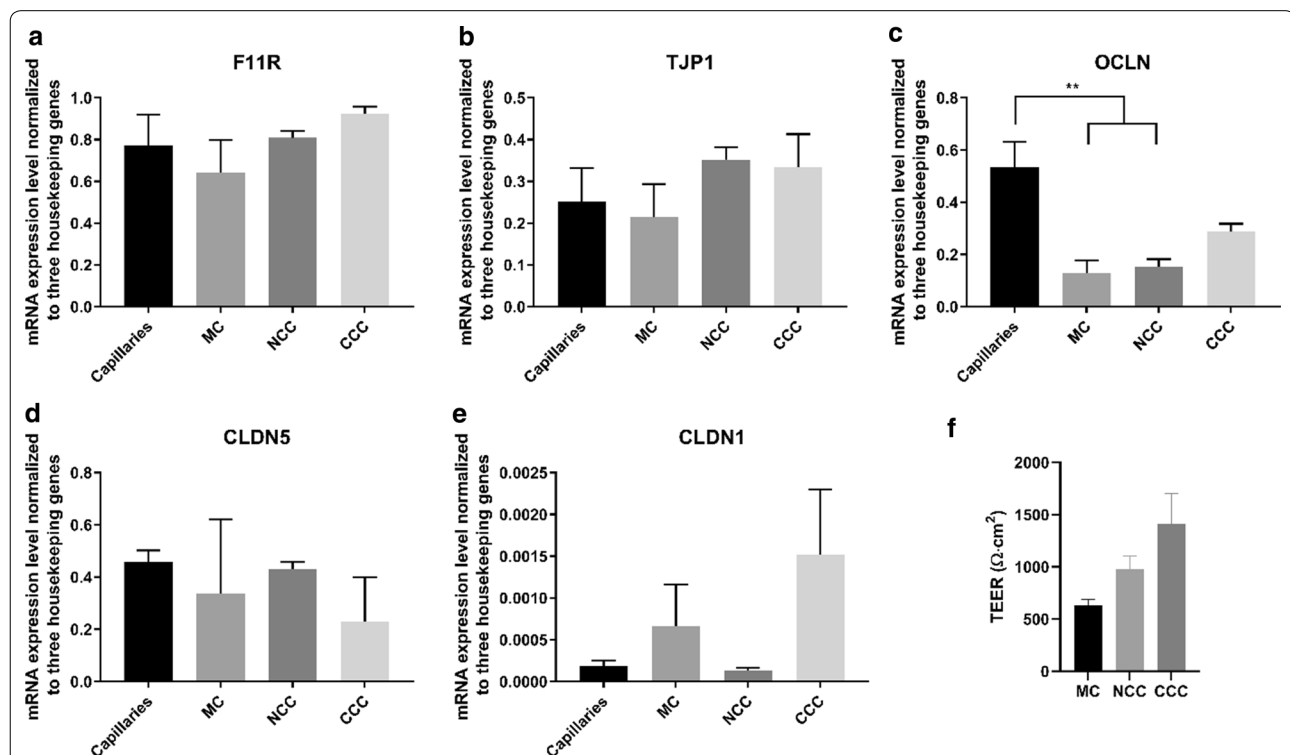 a
F11R
mRNA expression level normalized
to three housekeeping genes
1.0
0.8
0.6
0.4
0.2
0.0
Capillaries
MC
NCC
CCC
b
TJP1
mRNA expression level normalized
to three housekeeping genes
0.5
0.4
0.3
0.2
0.1
0.0
Capillaries
MC
NCC
CCC
c
OCLN
mRNA expression level normalized
to three housekeeping genes
0.8
0.6
0.4
0.2
0.0
**
Capillaries
MC
NCC
CCC
d
CLDN5
mRNA expression level normalized
to three housekeeping genes
0.8
0.6
0.4
0.2
0.0
Capillaries
MC
NCC
CCC
e
CLDN1
mRNA expression level normalized
to three housekeeping genes
0.0025
0.0020
0.0015
0.0010
0.0005
0.0000
Capillaries
MC
NCC
CCC
f
TEER (Ω·cm²)
2000
1500
1000
500
0
MC NCC CCC